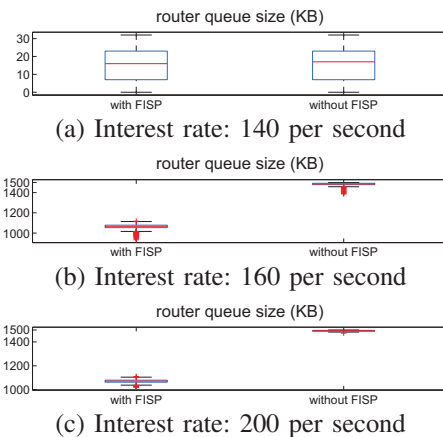 router queue size (KB)
30
20
10
0
with FISP without FISP
(a) Interest rate: 140 per second
router queue size (KB)
1500
1200
1000
with FISP without FISP
(b) Interest rate: 160 per second
router queue size (KB)
1500
1200
1000
with FISP without FISP
(c) Interest rate: 200 per second